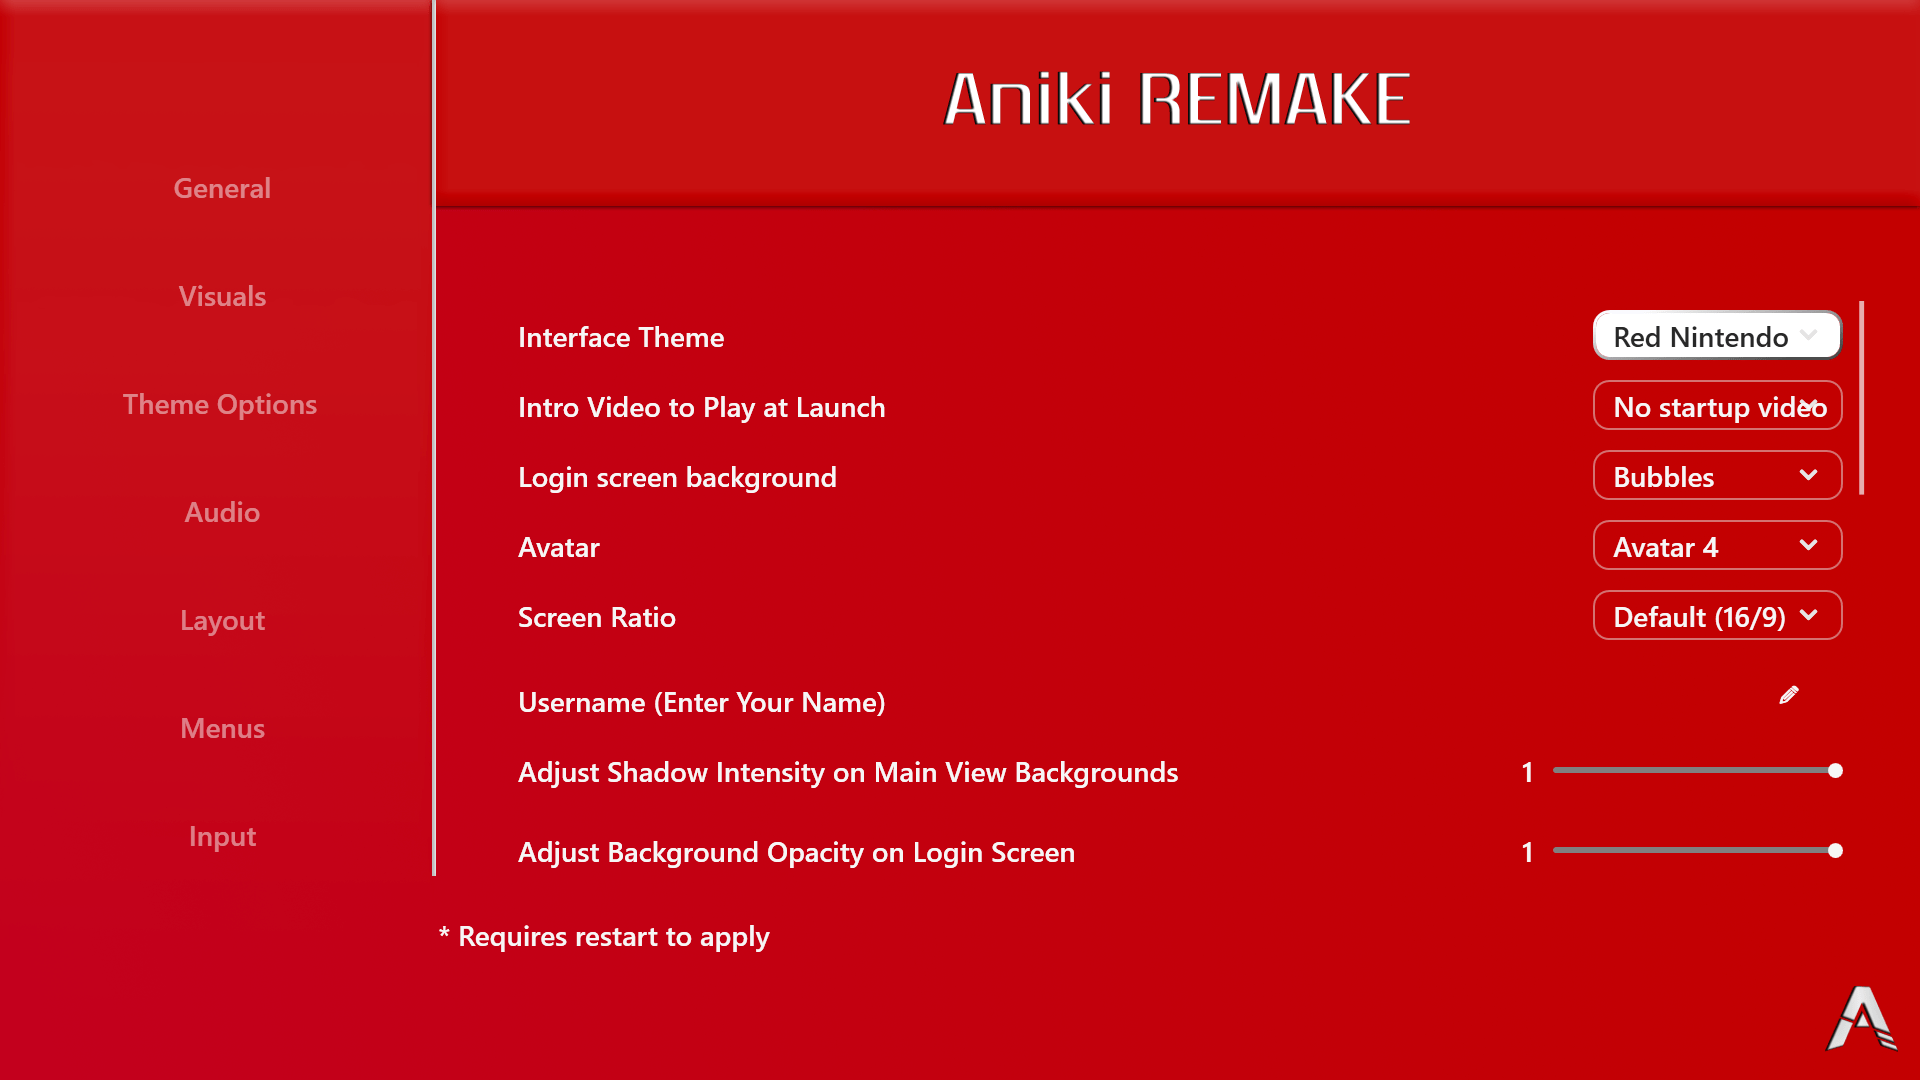 Aniki REMAKE
General
Visuals
Theme Options
Audio
Layout
Menus
Input
Interface Theme
Red Nintendo
Intro Video to Play at Launch
No startup video
Login screen background
Bubbles
Avatar
Avatar 4
Screen Ratio
Default (16/9)
Username (Enter Your Name)
Adjust Shadow Intensity on Main View Backgrounds
1
Adjust Background Opacity on Login Screen
1
* Requires restart to apply